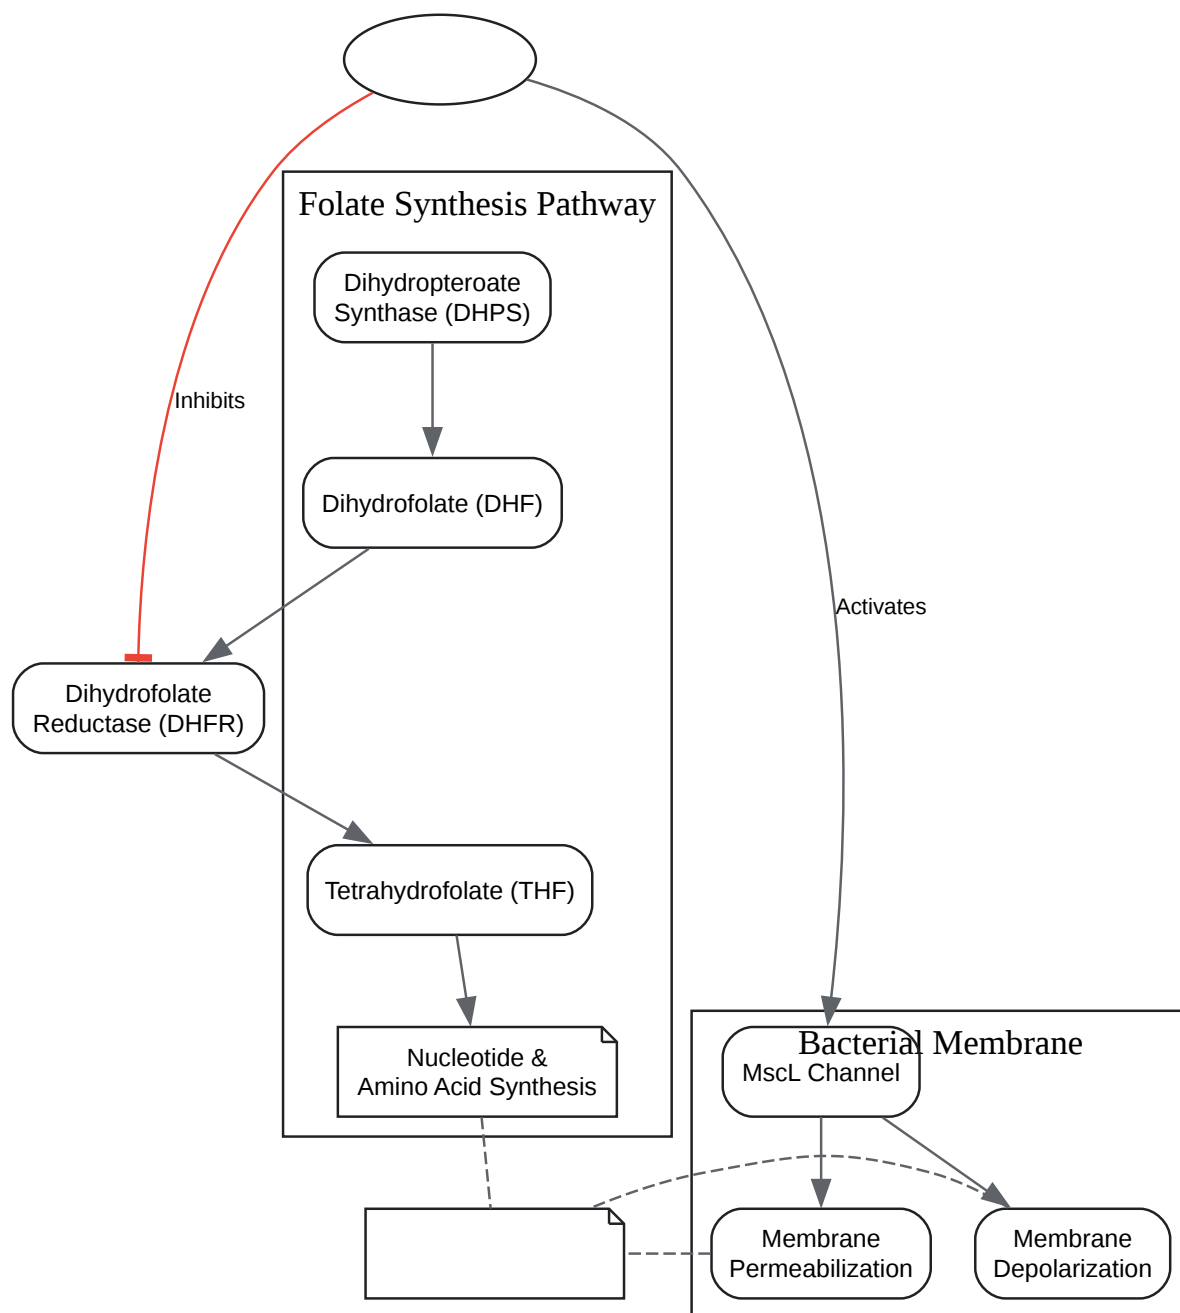 Folate Synthesis Pathway
Dihydropteroate
Synthase (DHPS)
Inhibits
Dihydrofolate (DHF)
Activates
Dihydrofolate
Reductase (DHFR)
Tetrahydrofolate (THF)
Nucleotide &
Amino Acid Synthesis
Bacterial Membrane
MscL Channel
Membrane
Permeabilization
Membrane
Depolarization